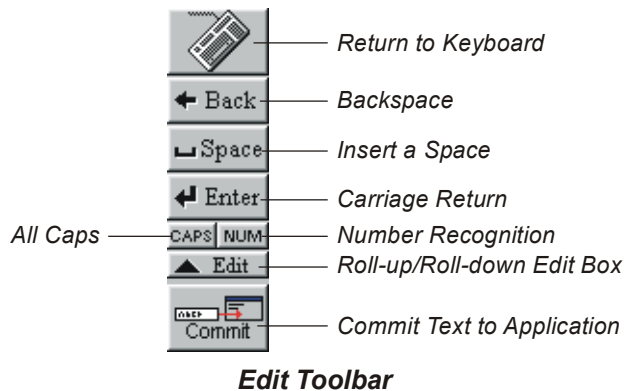 Return to Keyboard
Back Backspace
Space Insert a Space
Enter Carriage Return
All Caps CAPS NUM Number Recognition
Edit Roll-up/Roll-down Edit Box
Commit Commit Text to Application
Edit Toolbar